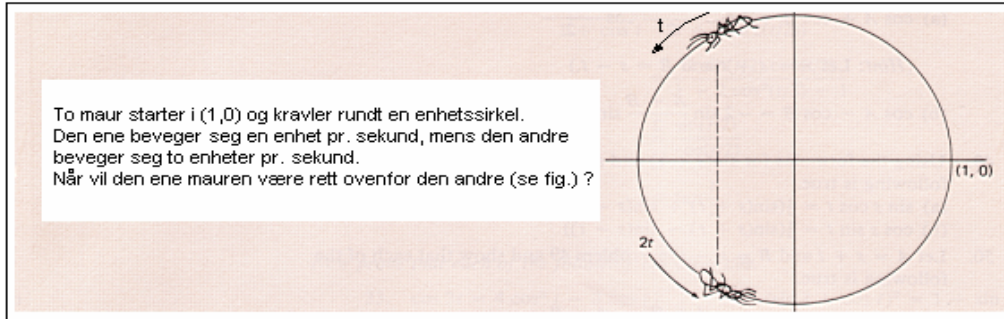 t
To maur starter i (1,0) og kravler rundt en enhetssirkel.
Den ene beveger seg en enhet pr. sekund, mens den andre
beveger seg to enheter pr. sekund.
Når vil den ene mauren være rett ovenfor den andre (se fig.) ?
(1, 0)
2t